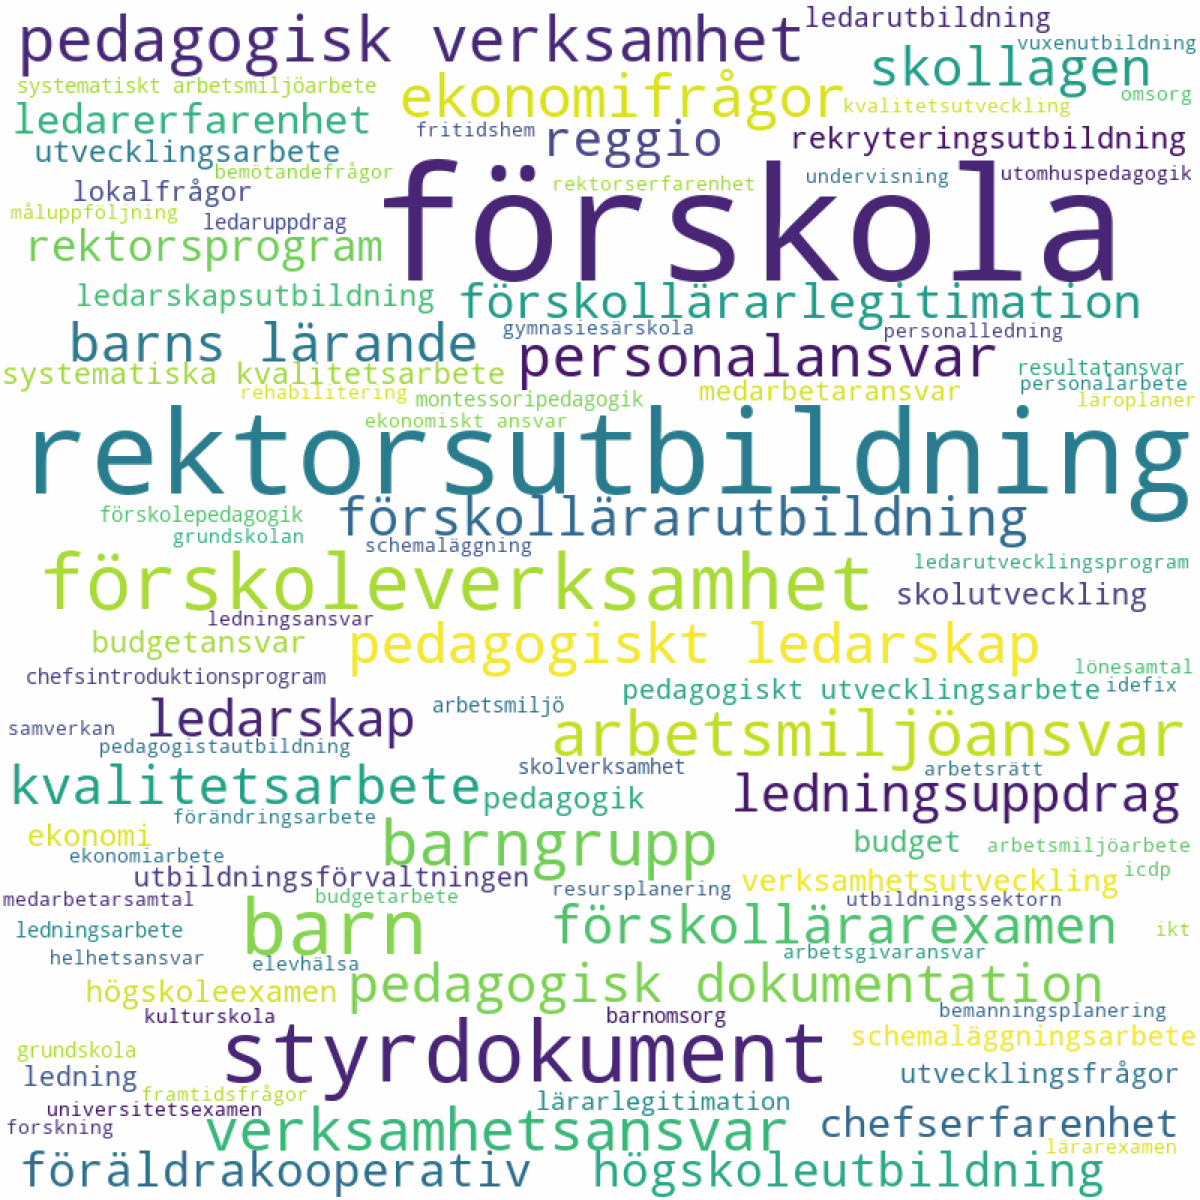 pedagogisk verksamhet
ledarutbildning
vuxenutbildning
skollagen
systematiskt arbetsmiljöarbete
ekonomifrågor
kvalitetsutveckling
omsorg
ledarerfarenhet
fritidshem
reggio
rekryteringsutbildning
utvecklingsarbete
bemötandefrågor
rektorserfarenhet
undervisning
utomhuspedagogik
lokalfrågor
måluppföljning
ledaruppdrag
förskola
rektorsprogram
ledarskapsutbildning
förskollärarlegitimation
barns lärande
gymnasiesärskola
personalledning
personalansvar
systematiska kvalitetsarbete
resultatansvar
rehabilitering
montessoripedagogik
medarbetaransvar
personalarbete
läroplaner
ekonomiskt ansvar
rektorsutbildning
förskolepedagogik
förskollärarutbildning
grundskolan
schemaläggning
förskoleverksamhet
ledarutvecklingsprogram
skolutveckling
ledningsansvar
budgetansvar
pedagogiskt ledarskap
lönesamtal
chefsintroduktionsprogram
pedagogiskt utvecklingsarbete
idefix
ledarskap
arbetsmiljö
samverkan
arbetsmiljöansvar
pedagogistautbildning
skolverksamhet
arbetsrätt
kvalitetsarbete
pedagogik
ledningsuppdrag
förändringsarbete
ekonomi
barngrupp
budget
arbetsmiljöarbete
ekonomiarbete
utbildningsförvaltningen
resursplanering
verksamhetsutveckling
icdp
medarbetarsamtal
budgetarbete
utbildningssektorn
barn
förskollärarexamen
ledningsarbete
ikt
helhetsansvar
elevhälsa
arbetsgivaransvar
högskoleexamen
pedagogisk dokumentation
kulturskola
barnomsorg
bemanningsplanering
styrdokument
schemaläggningsarbete
grundskola
ledning
utvecklingsfrågor
framtidsfrågor
universitetsexamen
lärarlegitimation
forskning
verksamhetsansvar
chefserfarenhet
lärarexamen
föräldrakooperativ
högskoleutbildning